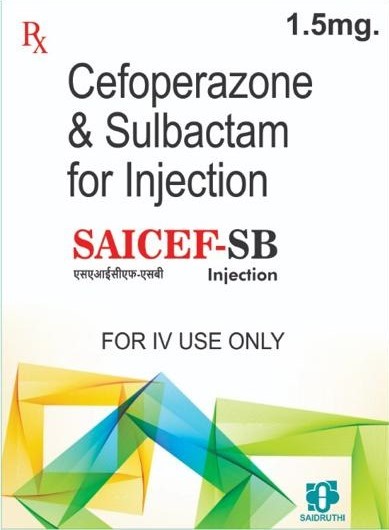 Rx
1.5mg.
Cefoperazone
& Sulbactam
for Injection
SAICEF-SB
एसएआईसीएफ-एसबी
Injection
FOR IV USE ONLY
SAIDRUTHI